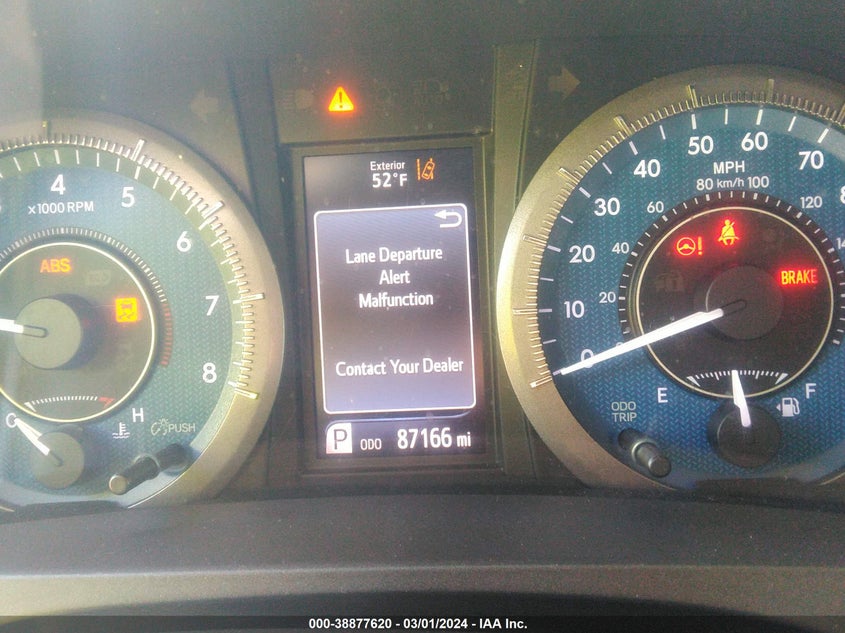 4
5
x1000 RPM
6
7
8
ABS
H
C
PUSH
Exterior
52°F
Lane Departure
Alert
Malfunction
Contact Your Dealer
P ODO 87166 mi
0
10
20
30
40
50
60
70
MPH
80 km/h 100
20
40
60
120
BRAKE
ODO
TRIP
E
F
000-38877620 - 03/01/2024 - IAA Inc.